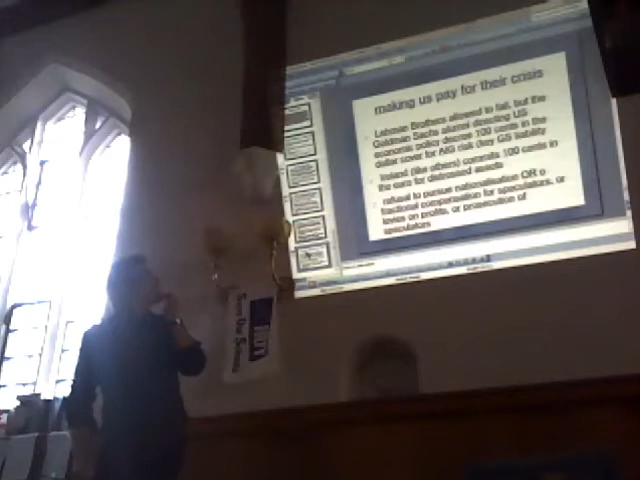 making us pay for their crisis
Lehman Brothers allowed to fail, but the
Goldman Sachs alumni directing US
economic policy decree 100 cents in the
dollar cover for AIG risk (key GS liability
Ireland (like others) commits 100 cents in
the euro for distressed assets
refusal to pursue nationalisation OR
fractional compensation for speculators, or
levies on profits, or prosecution of
speculators